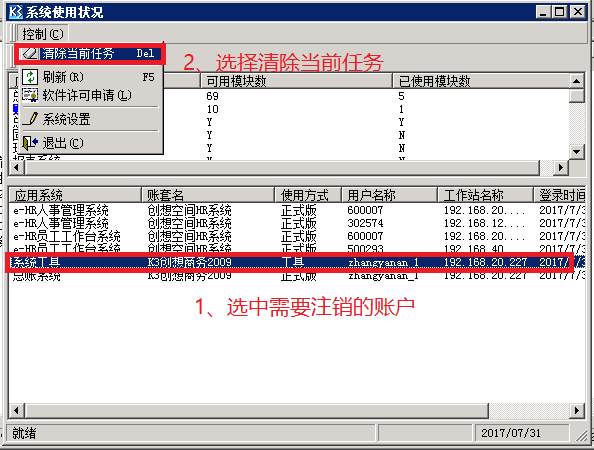 系统使用状况
控制(C)
清除当前任务 Del
2、选择清除当前任务
刷新(R) F5
软件许可申请(L)
系统设置
退出(C)
可用模块数 已使用模块数
69 5
10 1
Y Y
Y N
Y N
Y N
应用系统 账套名 使用方式 用户名称 工作站名称 登录时间
e-HR人事管理系统 创想空间HR系统 正式版 600007 192.168.20.... 2017/7/3
e-HR人事管理系统 创想空间HR系统 正式版 302574 192.168.12.... 2017/7/3
e-HR员工工作台系统 创想空间HR系统 正式版 600007 192.168.20.... 2017/7/3
e-HR员工工作台系统 创想空间HR系统 正式版 500293 192.168.40.... 2017/7/3
系统工具 K3创想商务2009 工具 zhangyanan_1 192.168.20.227 2017/7/3
总账系统 K3创想商务2009 正式版 zhangyanan_1 192.168.20.227 2017/7/3
1、选中需要注销的账户
就绪 2017/07/31